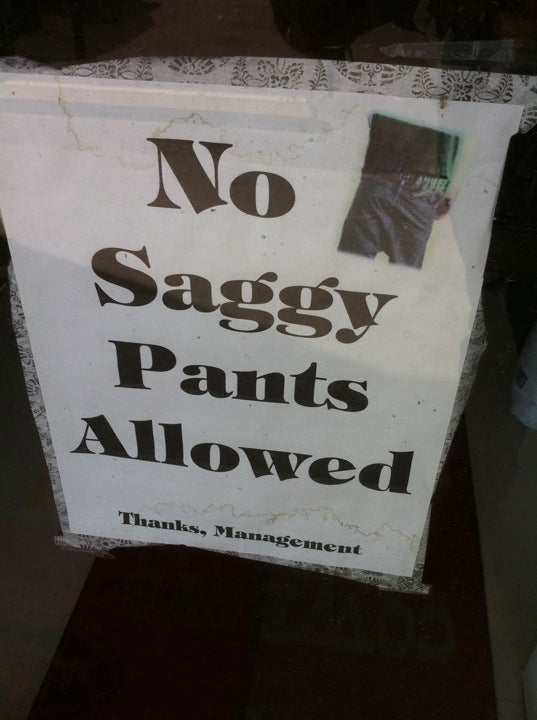 No
Saggy
Pants
Allowed
Thanks, Management